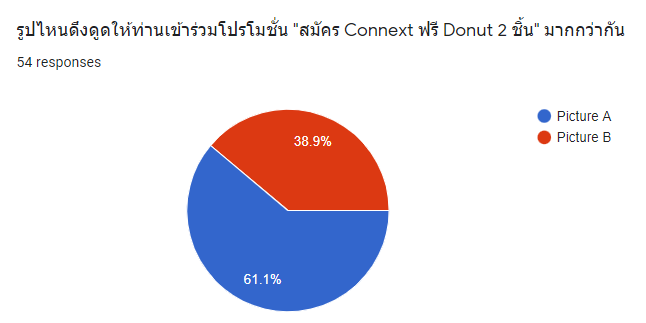 รูปไหนดึงดูดให้ท่านเข้าร่วมโปรโมชั่น "สมัคร Connext ฟรี Donut 2 ชิ้น" มากกว่ากัน
54 responses
Picture A
Picture B
38.9%
61.1%